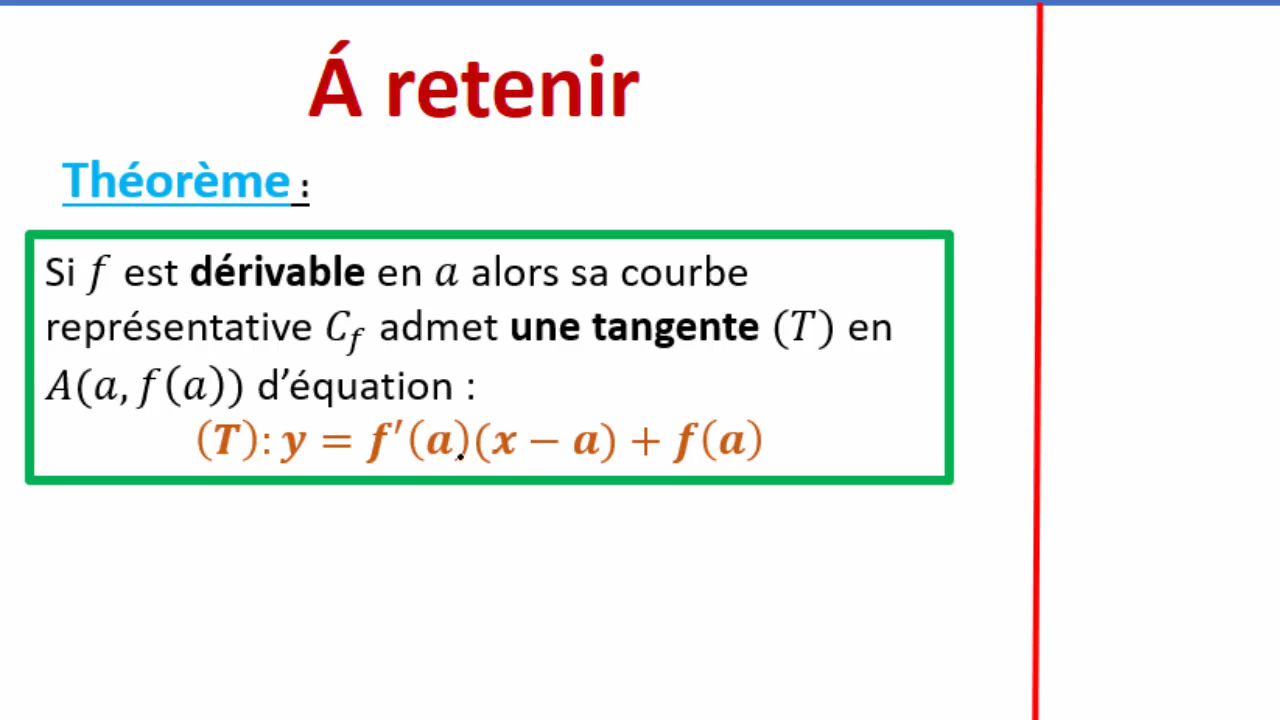 Á retenir
Théorème :
Si f est dérivable en a alors sa courbe
représentative C_f admet une tangente (T) en
A(a, f(a)) d’équation :
(T): y = f′(a)(x − a) + f(a)